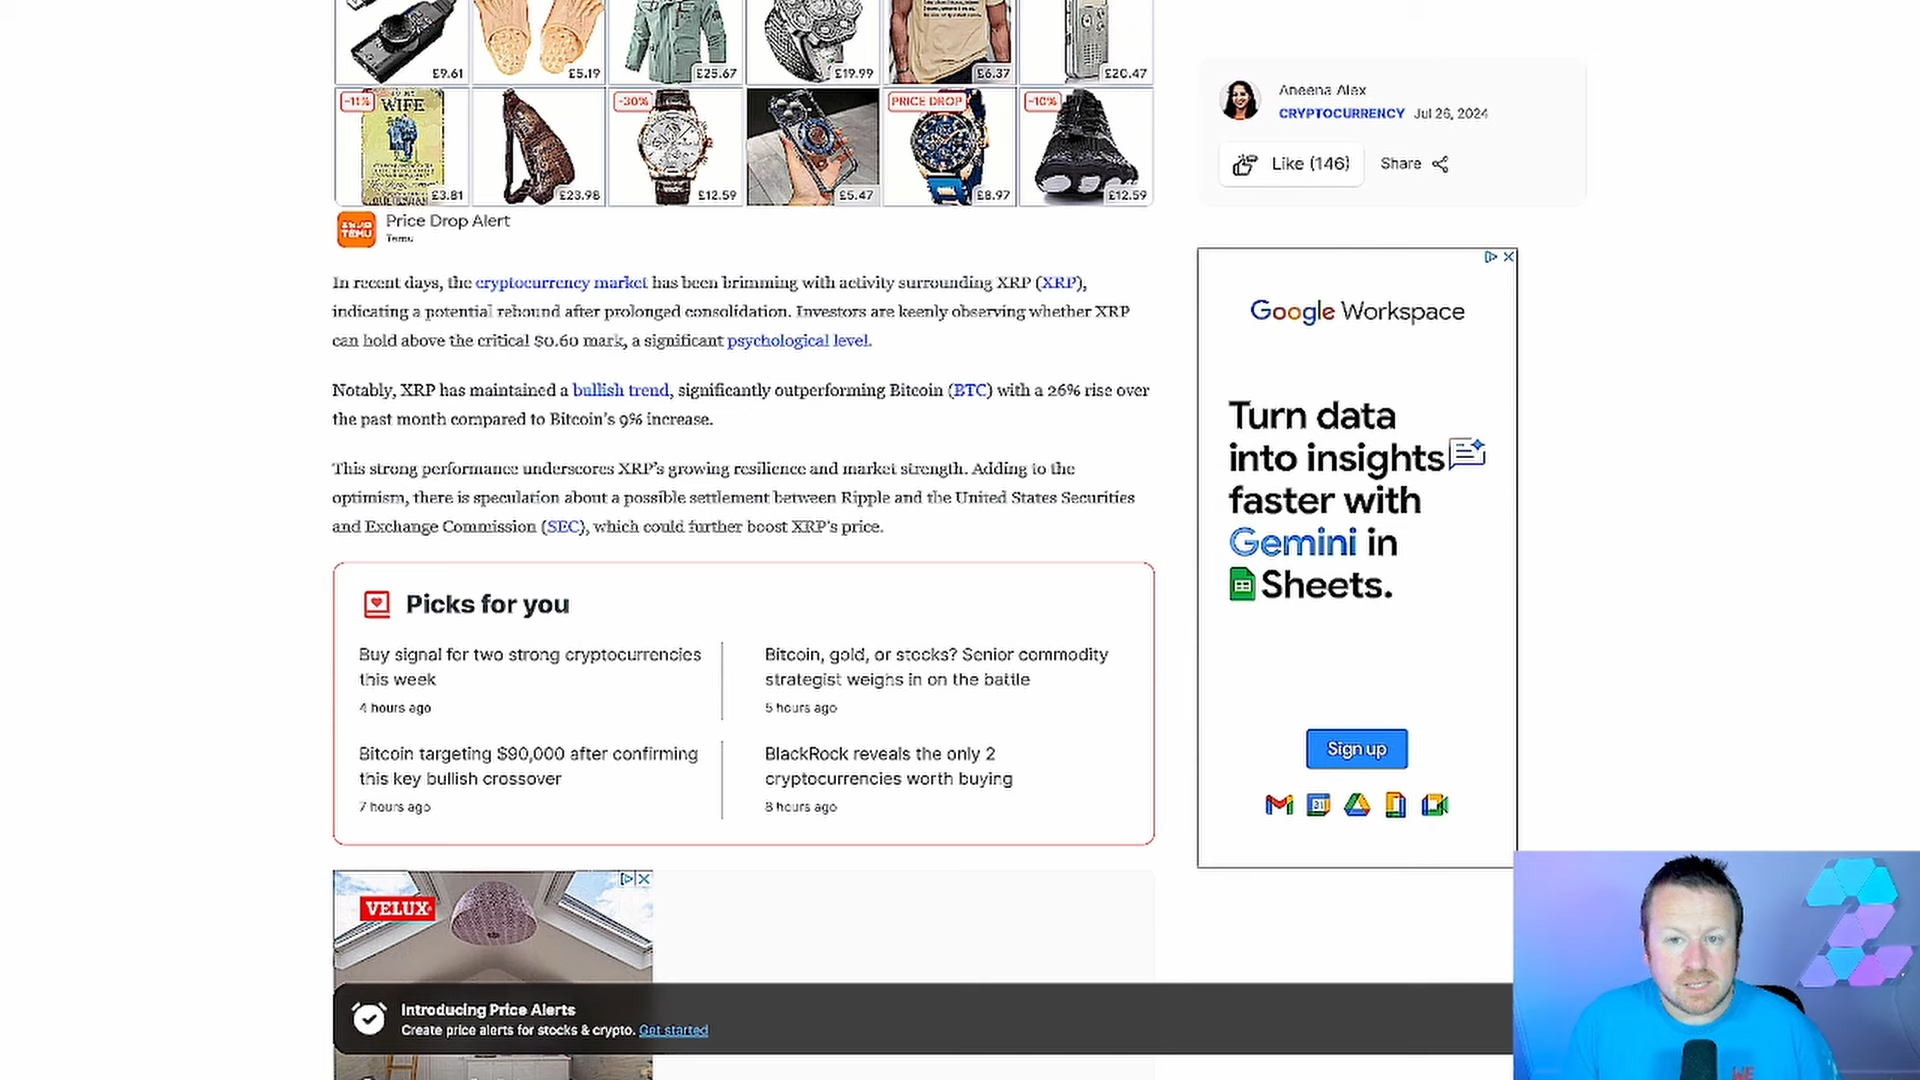 £9.61
£5.19
£25.67
£19.99
£6.37
£20.47
-11%
WIFE
£3.81
£23.98
-30%
£12.59
£5.47
PRICE DROP
£8.97
-10%
£12.59
TEMU
Price Drop Alert
Temu
Aneena Alex
CRYPTOCURRENCY Jul 26, 2024
Like (146) Share
In recent days, the cryptocurrency market has been brimming with activity surrounding XRP (XRP),
indicating a potential rebound after prolonged consolidation. Investors are keenly observing whether XRP
can hold above the critical $0.60 mark, a significant psychological level.
Notably, XRP has maintained a bullish trend, significantly outperforming Bitcoin (BTC) with a 26% rise over
the past month compared to Bitcoin's 9% increase.
This strong performance underscores XRP's growing resilience and market strength. Adding to the
optimism, there is speculation about a possible settlement between Ripple and the United States Securities
and Exchange Commission (SEC), which could further boost XRP's price.
Picks for you
Buy signal for two strong cryptocurrencies
this week
4 hours ago
Bitcoin, gold, or stocks? Senior commodity
strategist weighs in on the battle
5 hours ago
Bitcoin targeting $90,000 after confirming
this key bullish crossover
7 hours ago
BlackRock reveals the only 2
cryptocurrencies worth buying
8 hours ago
Google Workspace
Turn data
into insights
faster with
Gemini in
Sheets.
Sign up
31
VELUX
Introducing Price Alerts
Create price alerts for stocks & crypto. Get started
WE